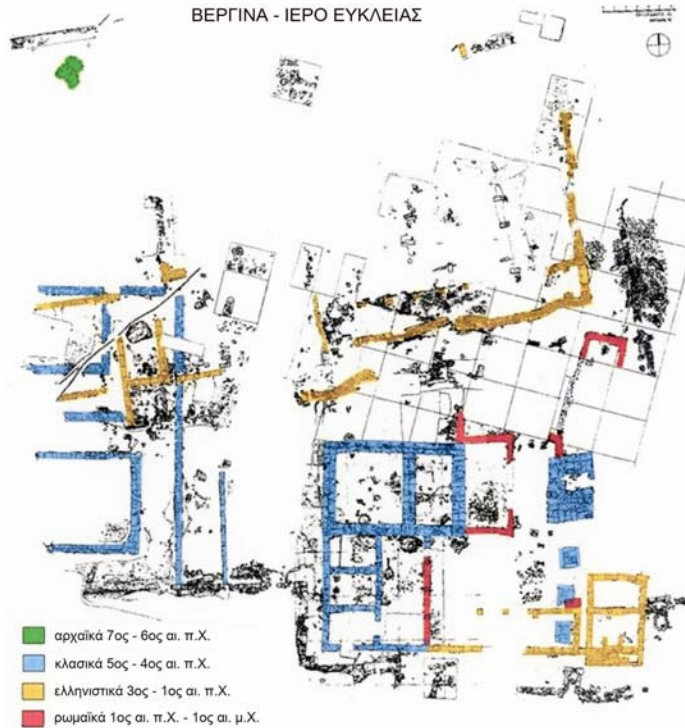 ΒΕΡΓΙΝΑ - ΙΕΡΟ ΕΥΚΛΕΙΑΣ
αρχαϊκά 7ος - 6ος αι. π.Χ.
κλασικά 5ος - 4ος αι. π.Χ.
ελληνιστικά 3ος - 1ος αι. π.Χ.
ρωμαϊκά 1ος αι. π.Χ. - 1ος αι. μ.Χ.